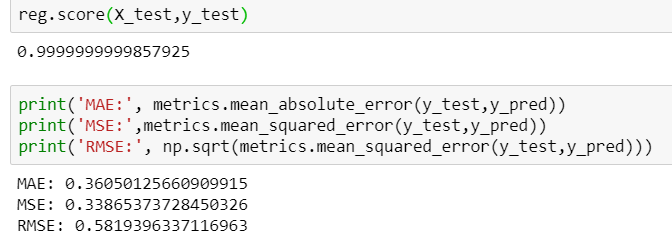 reg.score(X_test,y_test)
0.9999999999857925
print('MAE:', metrics.mean_absolute_error(y_test,y_pred))
print('MSE:',metrics.mean_squared_error(y_test,y_pred))
print('RMSE:', np.sqrt(metrics.mean_squared_error(y_test,y_pred)))
MAE: 0.36050125660909915
MSE: 0.33865373728450326
RMSE: 0.5819396337116963